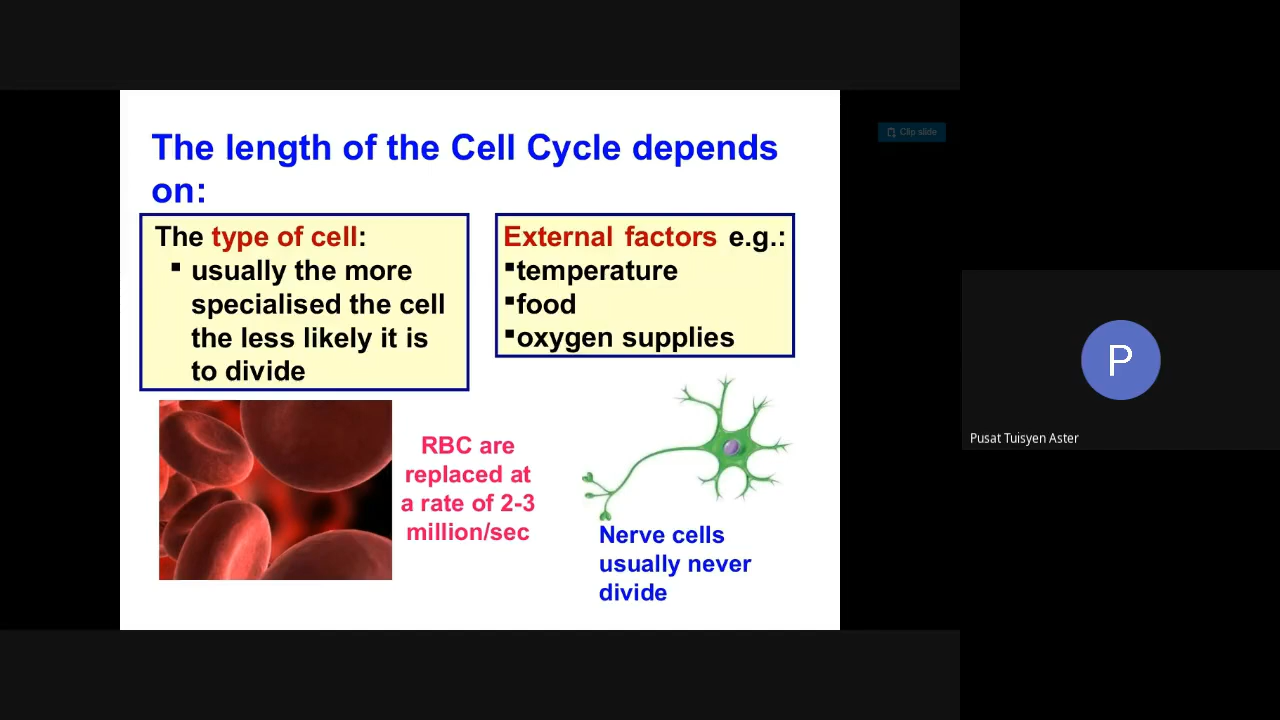 The length of the Cell Cycle depends
on:
The type of cell:
▪ usually the more
specialised the cell
the less likely it is
to divide
External factors e.g.:
▪temperature
▪food
▪oxygen supplies
RBC are
replaced at
a rate of 2-3
million/sec
Nerve cells
usually never
divide
Clip slide
P
Pusat Tuisyen Aster